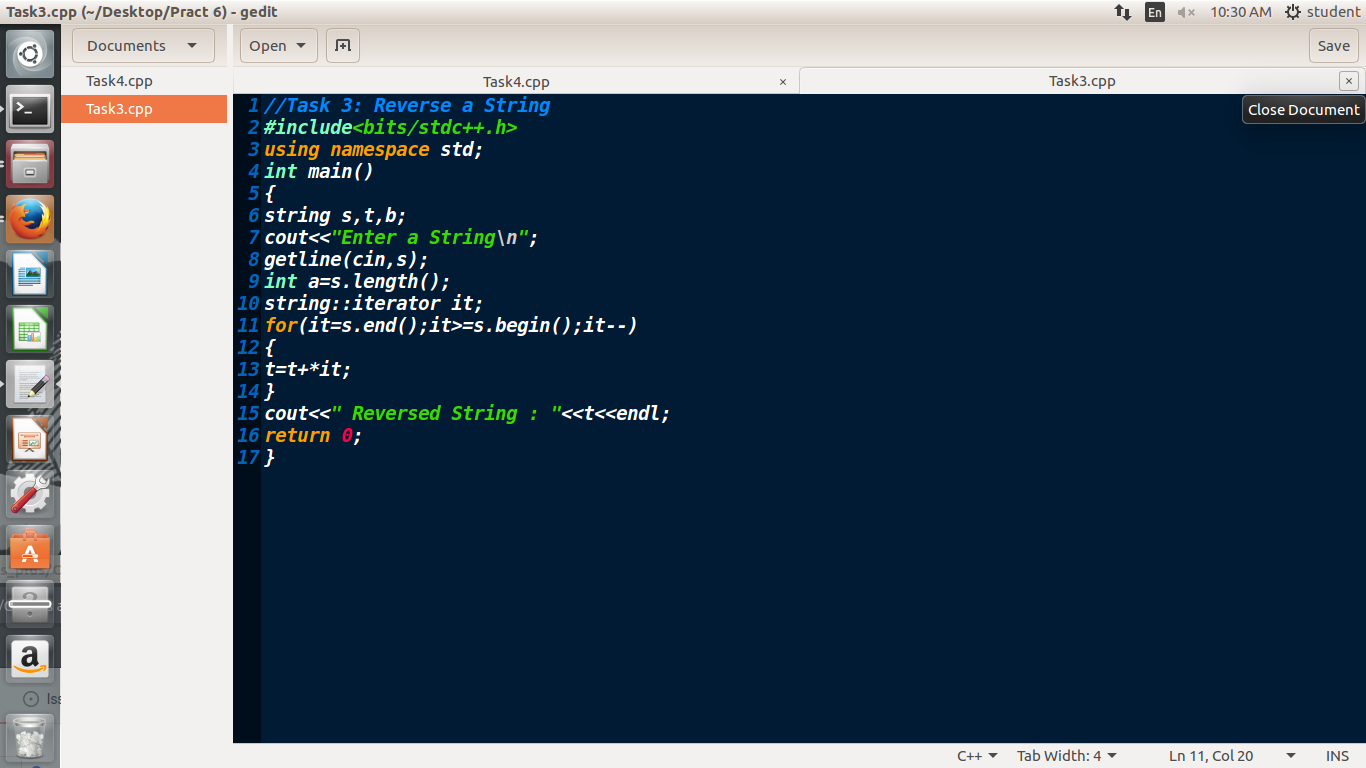 Task3.cpp (~/Desktop/Pract 6) - gedit
En
10:30 AM
student
Documents
Open
Save
Task4.cpp
Task3.cpp
Task4.cpp
×
Task3.cpp
×
Close Document
1 //Task 3: Reverse a String
2 #include<bits/stdc++.h>
3 using namespace std;
4 int main()
5 {
6 string s,t,b;
7 cout<<"Enter a String\n";
8 getline(cin,s);
9 int a=s.length();
10 string::iterator it;
11 for(it=s.end();it>=s.begin();it--)
12 {
13 t=t+*it;
14 }
15 cout<<" Reversed String : "<<t<<endl;
16 return 0;
17 }
C++
Tab Width: 4
Ln 11, Col 20
INS